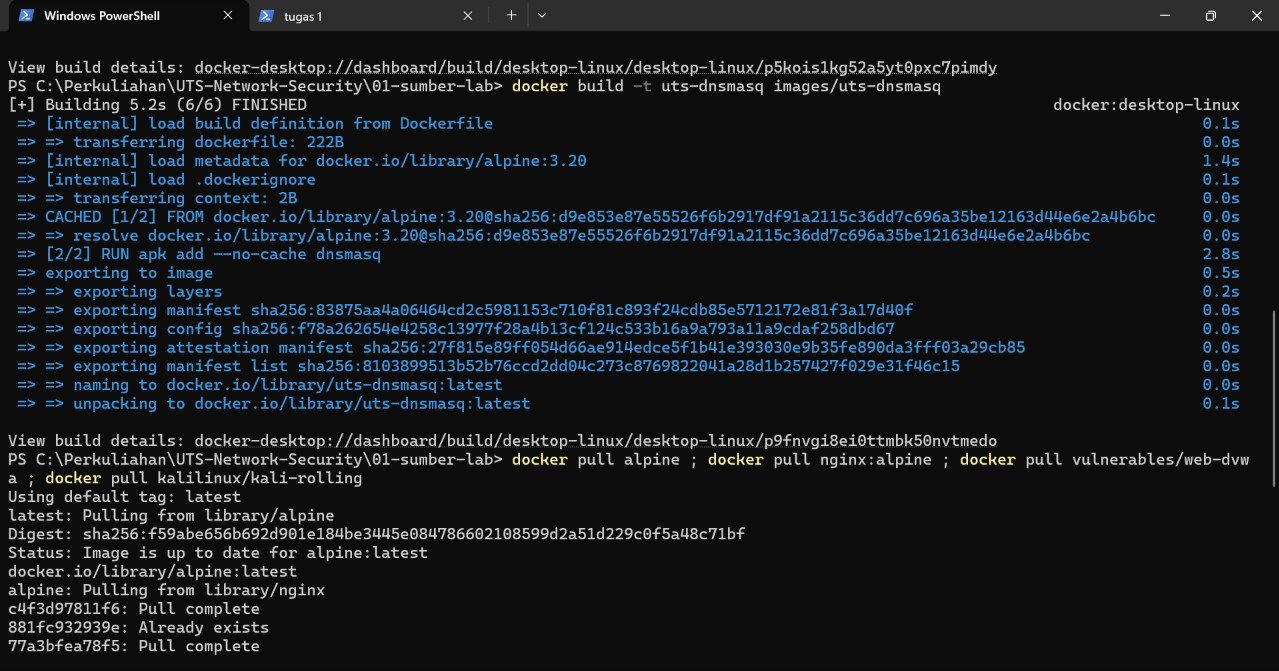 Windows PowerShell
tugas 1
View build details: docker-desktop://dashboard/build/desktop-linux/desktop-linux/p5kois1kg52a5yt0pxc7pimdy
PS C:\Perkuliahan\UTS-Network-Security\01-sumber-lab> docker build -t uts-dnsmasq images/uts-dnsmasq
[+] Building 5.2s (6/6) FINISHED docker:desktop-linux
=> [internal] load build definition from Dockerfile 0.1s
=> => transferring dockerfile: 222B 0.0s
=> [internal] load metadata for docker.io/library/alpine:3.20 1.4s
=> [internal] load .dockerignore 0.1s
=> => transferring context: 2B 0.0s
=> CACHED [1/2] FROM docker.io/library/alpine:3.20@sha256:d9e853e87e55526f6b2917df91a2115c36dd7c696a35be12163d44e6e2a4b6bc 0.0s
=> => resolve docker.io/library/alpine:3.20@sha256:d9e853e87e55526f6b2917df91a2115c36dd7c696a35be12163d44e6e2a4b6bc 0.0s
=> [2/2] RUN apk add --no-cache dnsmasq 2.8s
=> exporting to image 0.5s
=> => exporting layers 0.2s
=> => exporting manifest sha256:83875aa4a06464cd2c5981153c710f81c893f24cdb85e5712172e81f3a17d40f 0.0s
=> => exporting config sha256:f78a262654e4258c13977f28a4b13cf124c533b16a9a793a11a9cdaf258dbd67 0.0s
=> => exporting attestation manifest sha256:27f815e89ff054d66ae914edce5f1b41e393030e9b35fe890da3fff03a29cb85 0.0s
=> => exporting manifest list sha256:8103899513b52b76ccd2dd04c273c8769822041a28d1b257427f029e31f46c15 0.0s
=> => naming to docker.io/library/uts-dnsmasq:latest 0.0s
=> => unpacking to docker.io/library/uts-dnsmasq:latest 0.1s
View build details: docker-desktop://dashboard/build/desktop-linux/desktop-linux/p9fnvgi8ei0ttmbk50nvtmedo
PS C:\Perkuliahan\UTS-Network-Security\01-sumber-lab> docker pull alpine ; docker pull nginx:alpine ; docker pull vulnerables/web-dvw
a ; docker pull kalilinux/kali-rolling
Using default tag: latest
latest: Pulling from library/alpine
Digest: sha256:f59abe656b692d901e184be3445e084786602108599d2a51d229c0f5a48c71bf
Status: Image is up to date for alpine:latest
docker.io/library/alpine:latest
alpine: Pulling from library/nginx
c4f3d97811f6: Pull complete
881fc932939e: Already exists
77a3bfea78f5: Pull complete